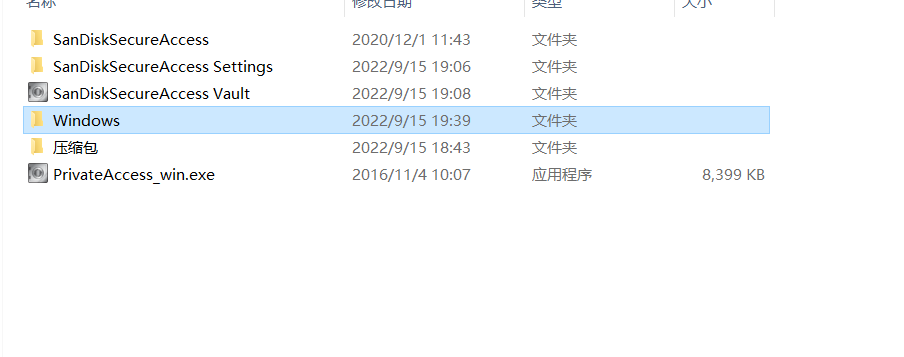 名称 修改日期 类型 大小
SanDiskSecureAccess 2020/12/1 11:43 文件夹
SanDiskSecureAccess Settings 2022/9/15 19:06 文件夹
SanDiskSecureAccess Vault 2022/9/15 19:08 文件夹
Windows 2022/9/15 19:39 文件夹
压缩包 2022/9/15 18:43 文件夹
PrivateAccess_win.exe 2016/11/4 10:07 应用程序 8,399 KB